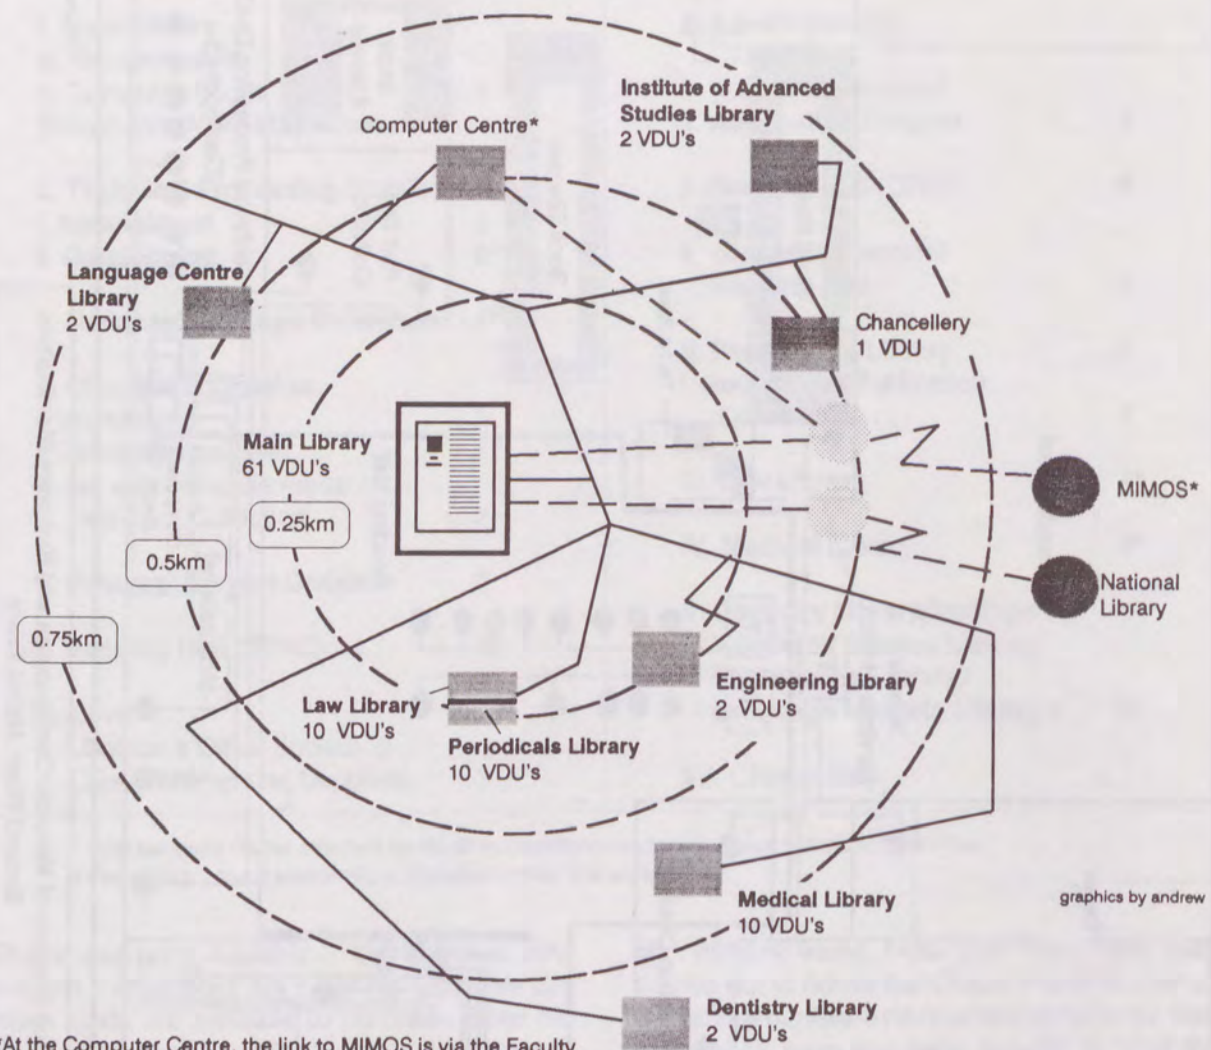 Institute of Advanced
Studies Library
2 VDU's
Computer Centre*
Language Centre
Library
2 VDU's
Chancellery
1 VDU
Main Library
61 VDU's
0.25km
0.5km
0.75km
MIMOS*
National
Library
Engineering Library
2 VDU's
Law Library
10 VDU's
Periodicals Library
10 VDU's
Medical Library
10 VDU's
graphics by andrew
Dentistry Library
2 VDU's
*At the Computer Centre, the link to MIMOS is via the Faculty